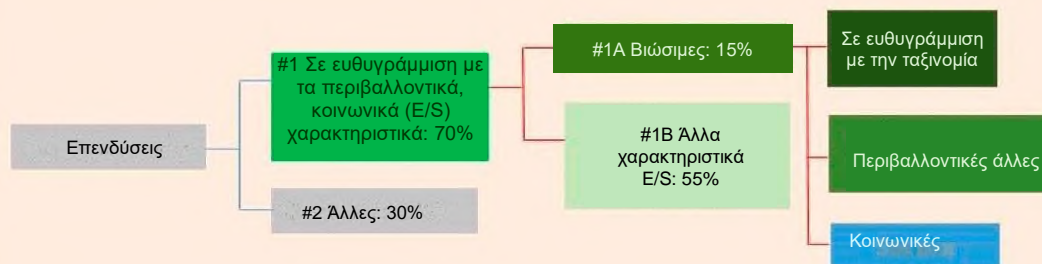 Επενδύσεις
#1 Σε ευθυγράμμιση με
τα περιβαλλοντικά,
κοινωνικά (E/S)
χαρακτηριστικά: 70%
#2 Άλλες: 30%
#1A Βιώσιμες: 15%
#1B Άλλα
χαρακτηριστικά
E/S: 55%
Σε ευθυγράμμιση
με την ταξινομία
Περιβαλλοντικές άλλες
Κοινωνικές